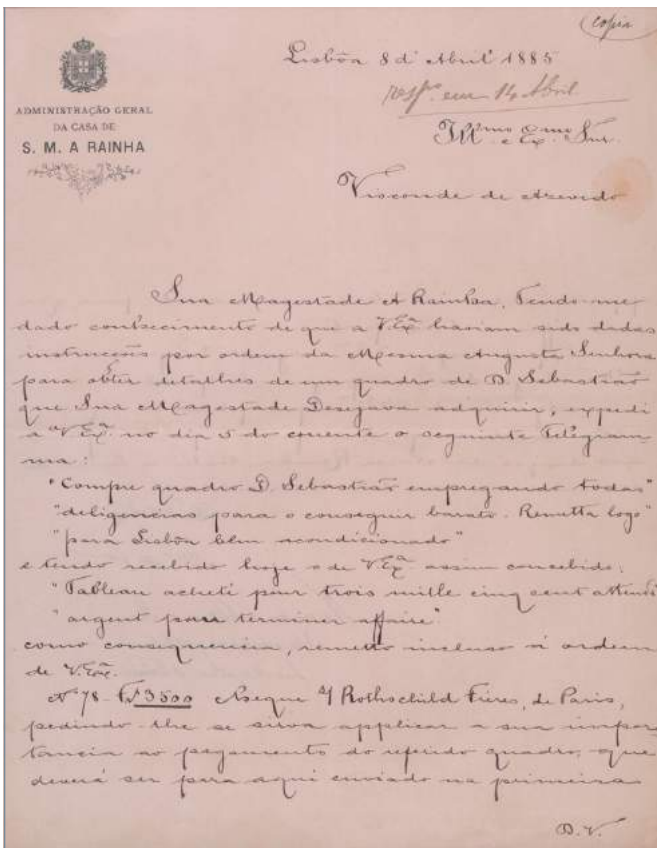 (copia)
Lisbôa 8 d'Abril 1885
resp. em 14 Abril
ADMINISTRAÇÃO GERAL
DA CASA DE
S. M. A RAINHA
Illmo e Exmo Snr.
Visconde de Azevedo
Sua Magestade A Rainha, Tendo-me
dado conhecimento de que a V. Exª haviam sido dadas
instrucções por ordem da Mesma Augusta Senhora
para obter detalhes de um quadro de D. Sebastião
que Sua Magestade Desejava adquirir, expedi
a V. Exª no dia 5 do corrente o seguinte Telegram
ma:
"Compre quadro D. Sebastião empregando todas"
"deligencias para o conseguir barato. Remetta logo"
"para Lisbôa bem acondicionado"
e tendo recebido hoje o de V. Exª assim concebido:
"Tableau acheté pour trois mille cinq cent attends"
"argent para terminer affaire"
como consequencia, remetto incluso á ordem
de V. Exª.
Nº 78 - 3500 cheque s/ Rothschild Frères, de Paris,
pedindo-lhe se sirva applicar a sua impor
tancia ao pagamento do referido quadro, que
deverá ser para aqui enviado na primeira